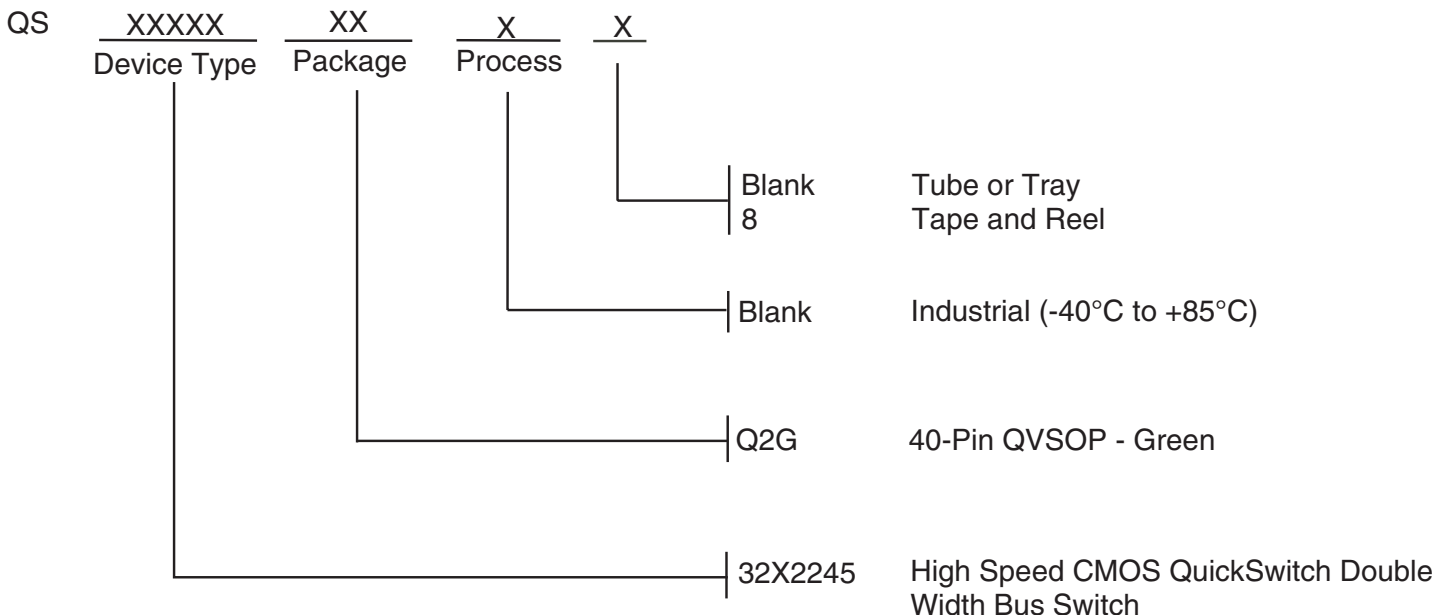 QS XXXXX XX X X
Device Type Package Process
Blank Tube or Tray
8 Tape and Reel
Blank Industrial (-40°C to +85°C)
Q2G 40-Pin QVSOP - Green
32X2245 High Speed CMOS QuickSwitch Double
Width Bus Switch